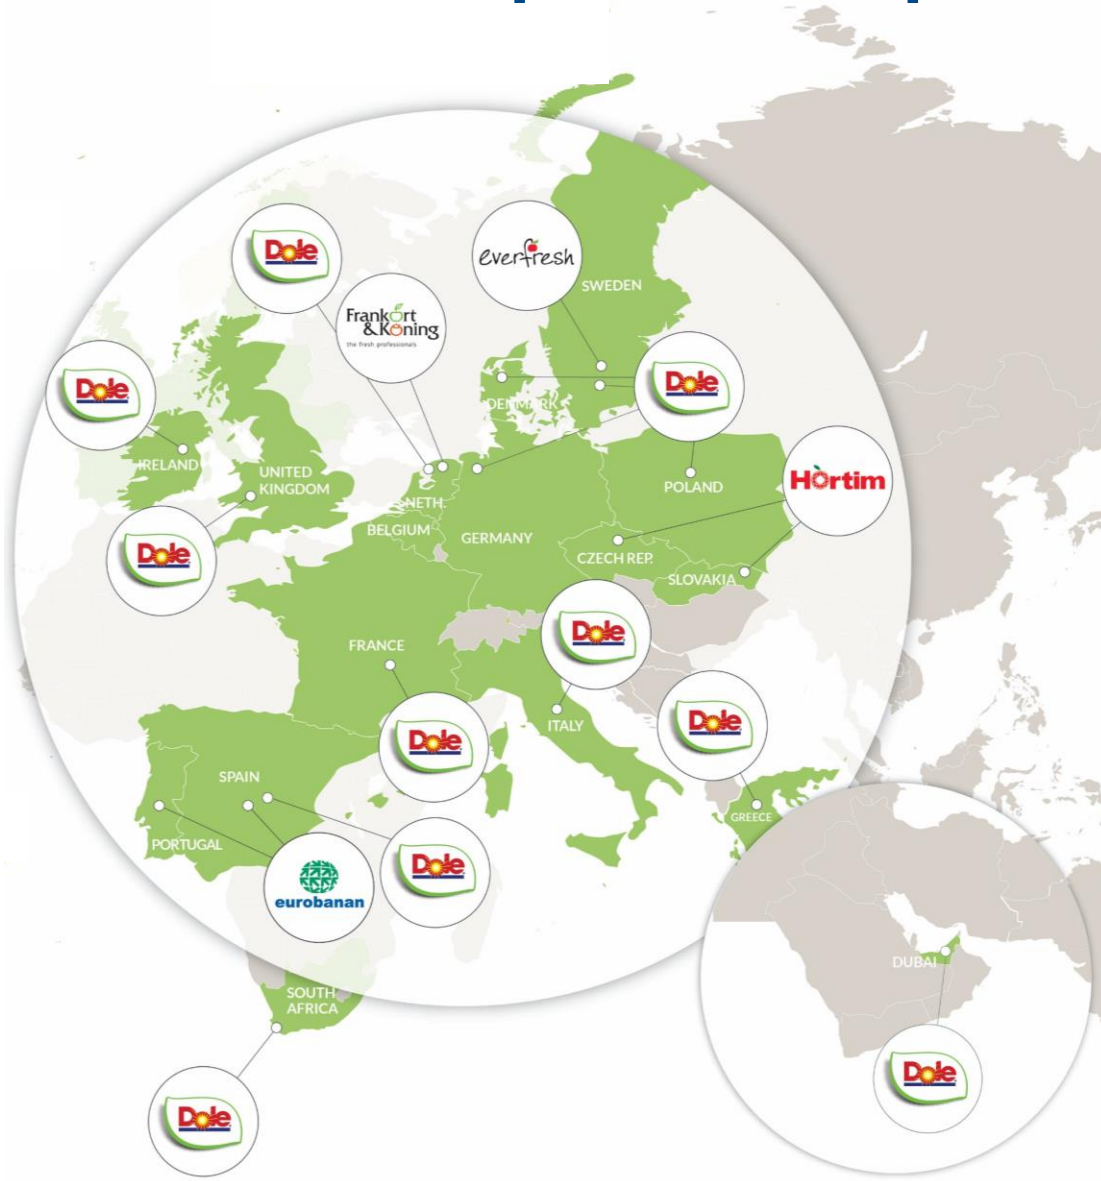 Dole
everfresh
SWEDEN
Frankort
& Koning
the fresh professionals
Dole
Dole
DENMARK
IRELAND
UNITED
KINGDOM
Hortim
POLAND
NETH.
BELGIUM
GERMANY
Dole
CZECH REP.
SLOVAKIA
Dole
FRANCE
Dole
ITALY
Dole
SPAIN
GREECE
PORTUGAL
Dole
eurobanan
DUBAI
SOUTH
AFRICA
Dole
Dole